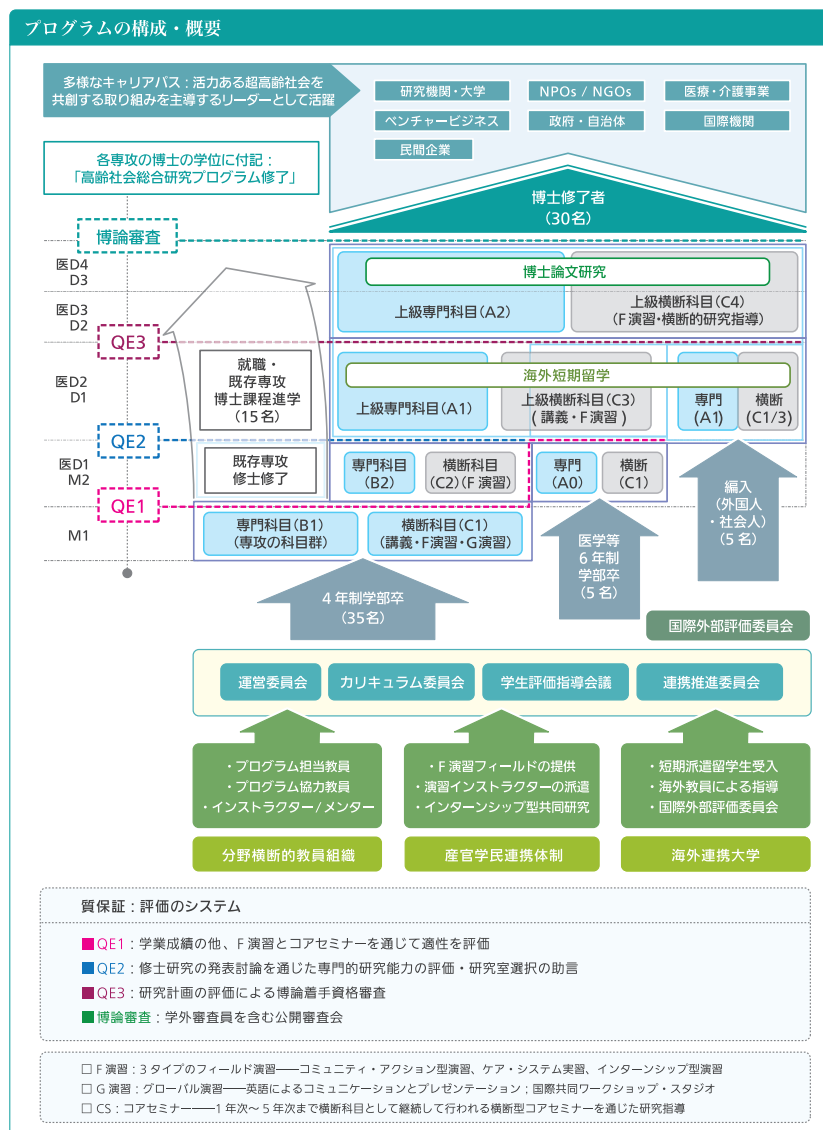 プログラムの構成・概要
多様なキャリアパス：活力ある超高齢社会を
共創する取り組みを主導するリーダーとして活躍
研究機関・大学
NPOs / NGOs
医療・介護事業
ベンチャービジネス
政府・自治体
国際機関
民間企業
各専攻の博士の学位に付記：
「高齢社会総合研究プログラム修了」
博士修了者
（30名）
博論審査
医D4
D3
博士論文研究
上級専門科目（A2）
上級横断科目（C4）
（F演習・横断的研究指導）
医D3
D2
QE3
就職・
既存専攻
博士課程進学
（15名）
海外短期留学
医D2
D1
上級専門科目（A1）
上級横断科目（C3）
( 講義・F演習 )
専門
(A1)
横断
(C1/3)
QE2
既存専攻
修士修了
医D1
M2
専門科目
（B2）
横断科目
（C2）（F 演習）
専門
（A0）
横断
（C1）
編入
（外国人
・社会人）
（5 名）
QE1
M1
専門科目（B1）
（専攻の科目群）
横断科目（C1）
（講義・F演習・G演習）
医学等
6 年制
学部卒
（5 名）
4 年制学部卒
（35名）
国際外部評価委員会
運営委員会
カリキュラム委員会
学生評価指導会議
連携推進委員会
・プログラム担当教員
・プログラム協力教員
・インストラクター / メンター
・F 演習フィールドの提供
・演習インストラクターの派遣
・インターンシップ型共同研究
・短期派遣留学生受入
・海外教員による指導
・国際外部評価委員会
分野横断的教員組織
産官学民連携体制
海外連携大学
質保証：評価のシステム
■QE1：学業成績の他、F 演習とコアセミナーを通じて適性を評価
■QE2：修士研究の発表討論を通じた専門的研究能力の評価・研究室選択の助言
■QE3：研究計画の評価による博論着手資格審査
■博論審査：学外審査員を含む公開審査会
□ F 演習：3 タイプのフィールド演習――コミュニティ・アクション型演習、ケア・システム実習、インターンシップ型演習
□ G 演習：グローバル演習――英語によるコミュニケーションとプレゼンテーション；国際共同ワークショップ・スタジオ
□ CS：コアセミナー――1 年次～ 5 年次まで横断科目として継続して行われる横断型コアセミナーを通じた研究指導